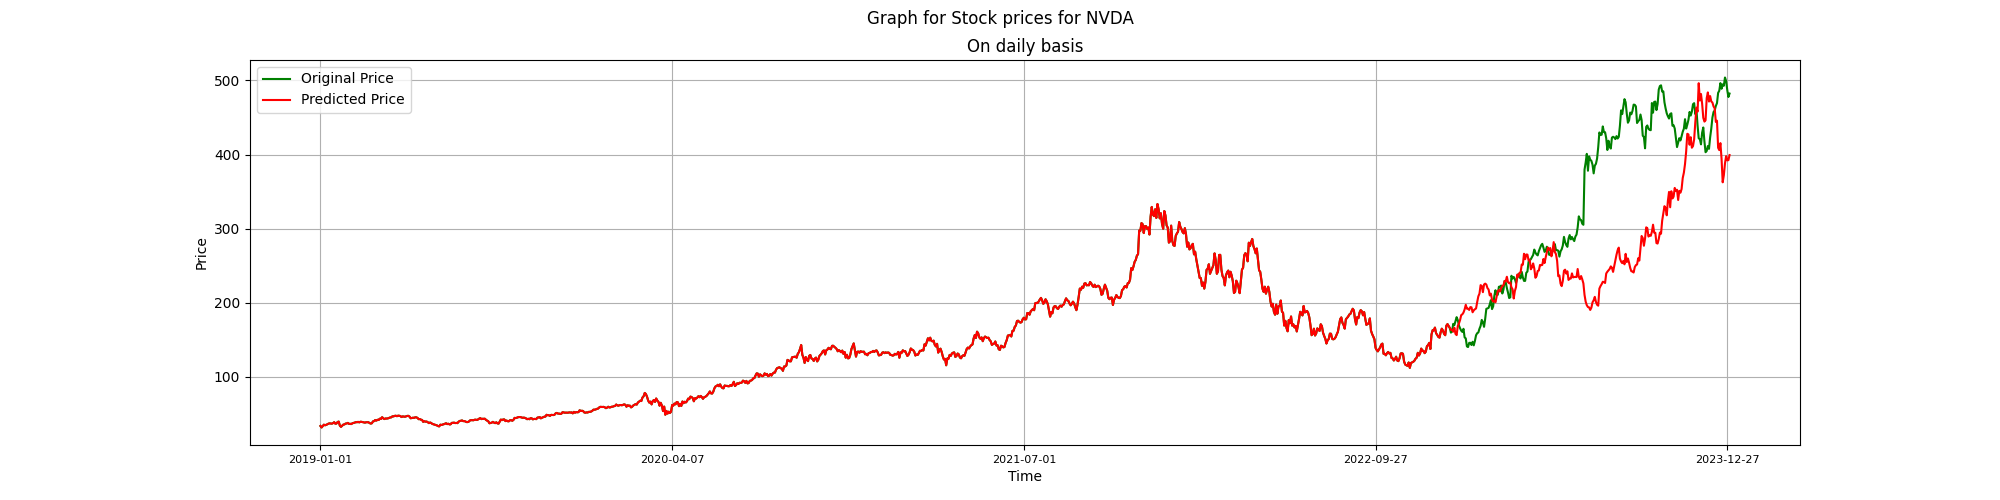 Graph for Stock prices for NVDA
On daily basis
Original Price
Predicted Price
500
400
300
200
100
Price
2019-01-01
2020-04-07
2021-07-01
2022-09-27
2023-12-27
Time